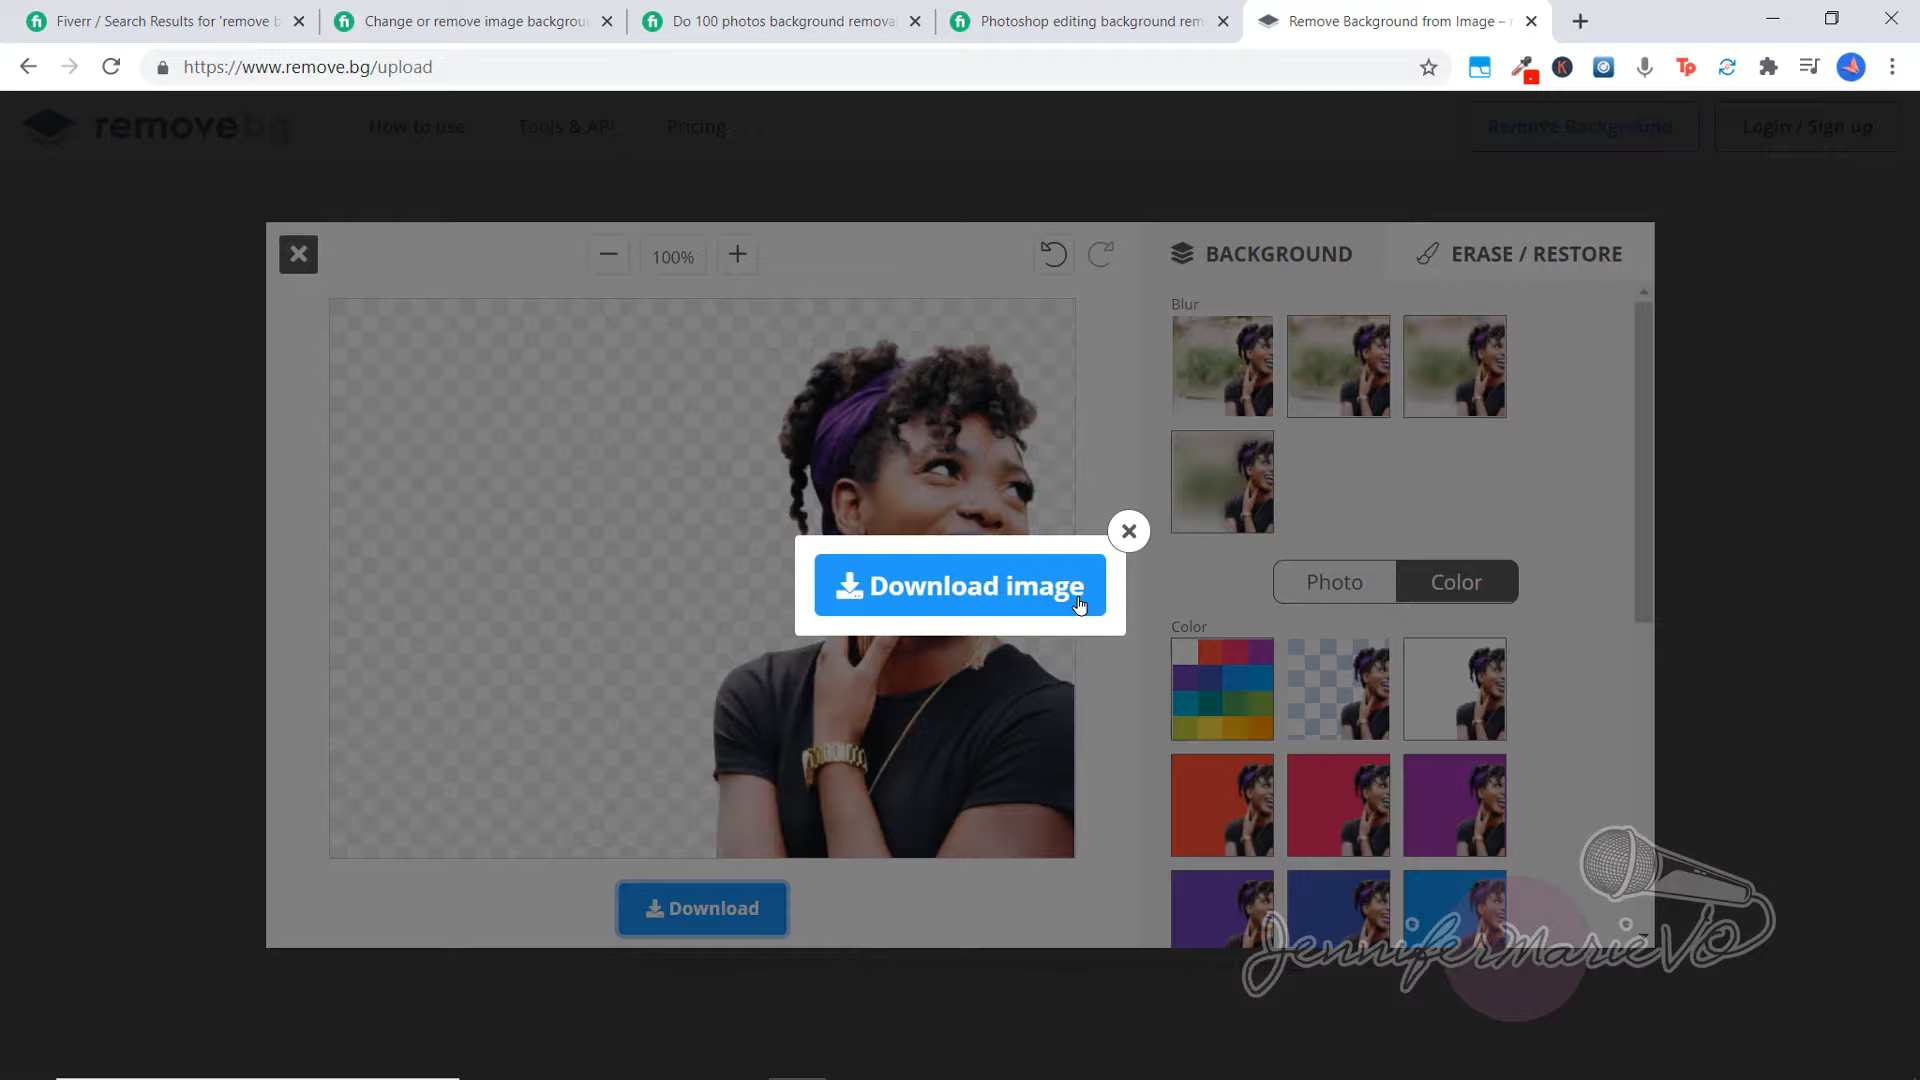 Fiverr / Search Results for 'remove b
Change or remove image backgrou
Do 100 photos background remova
Photoshop editing background rem
Remove Background from Image –
https://www.remove.bg/upload
remove bg
How to use
Tools & API
Pricing
Remove Background
Login / Sign up
100%
BACKGROUND
ERASE / RESTORE
Blur
Download image
Photo
Color
Color
Download
JenniferMarieVO